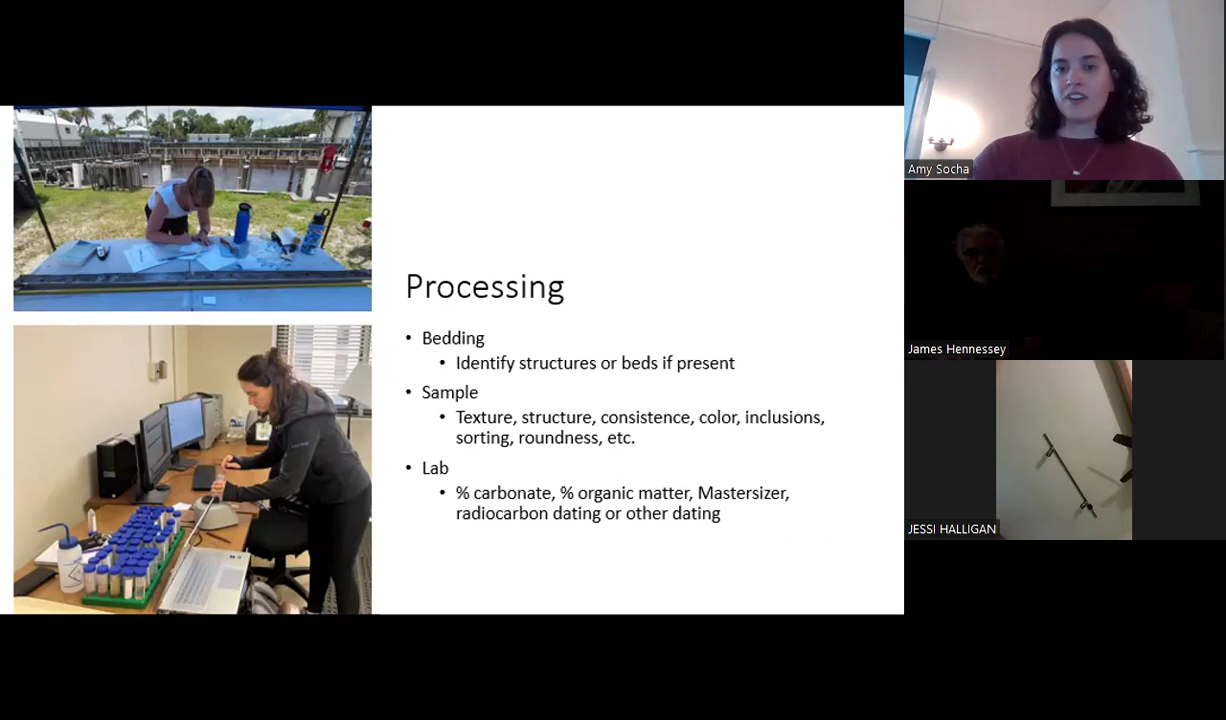 Processing
• Bedding
• Identify structures or beds if present
• Sample
• Texture, structure, consistence, color, inclusions,
sorting, roundness, etc.
• Lab
• % carbonate, % organic matter, Mastersizer,
radiocarbon dating or other dating
Amy Socha
James Hennessey
JESSI HALLIGAN